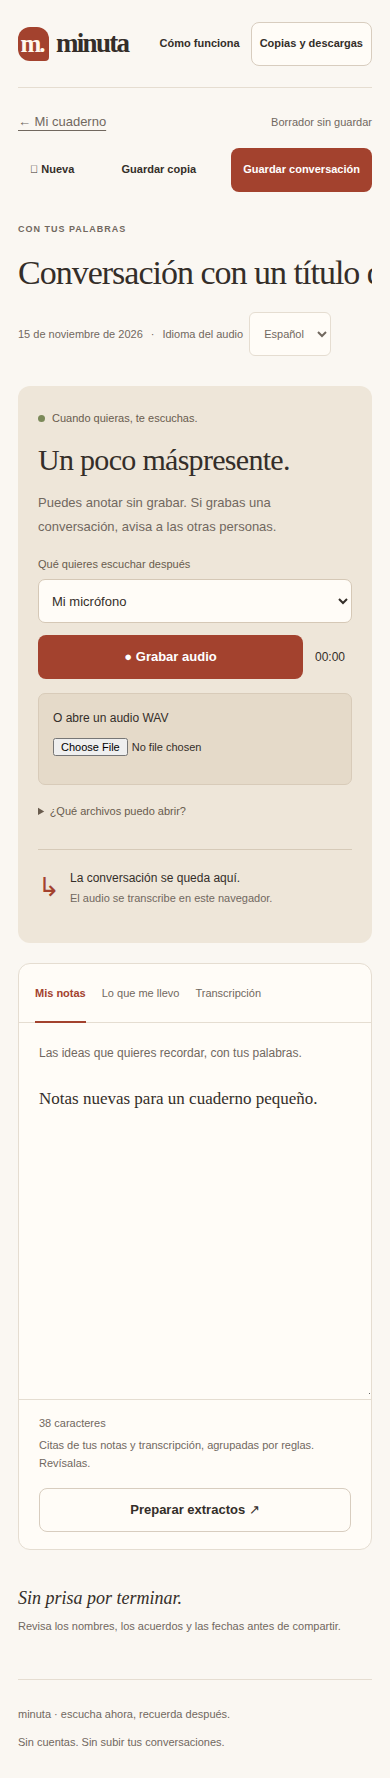 m. minuta Cómo funciona Copias y descargas
← Mi cuaderno Borrador sin guardar
Nueva Guardar copia Guardar conversación
CON TUS PALABRAS
Conversación con un título
15 de noviembre de 2026 · Idioma del audio Español
Cuando quieras, te escuchas.
Un poco máspresente.
Puedes anotar sin grabar. Si grabas una
conversación, avisa a las otras personas.
Qué quieres escuchar después
Mi micrófono
● Grabar audio 00:00
O abre un audio WAV
Choose File No file chosen
▶ ¿Qué archivos puedo abrir?
↳ La conversación se queda aquí.
El audio se transcribe en este navegador.
Mis notas Lo que me llevo Transcripción
Las ideas que quieres recordar, con tus palabras.
Notas nuevas para un cuaderno pequeño.
38 caracteres
Citas de tus notas y transcripción, agrupadas por reglas.
Revísalas.
Preparar extractos ↗
Sin prisa por terminar.
Revisa los nombres, los acuerdos y las fechas antes de compartir.
minuta · escucha ahora, recuerda después.
Sin cuentas. Sin subir tus conversaciones.